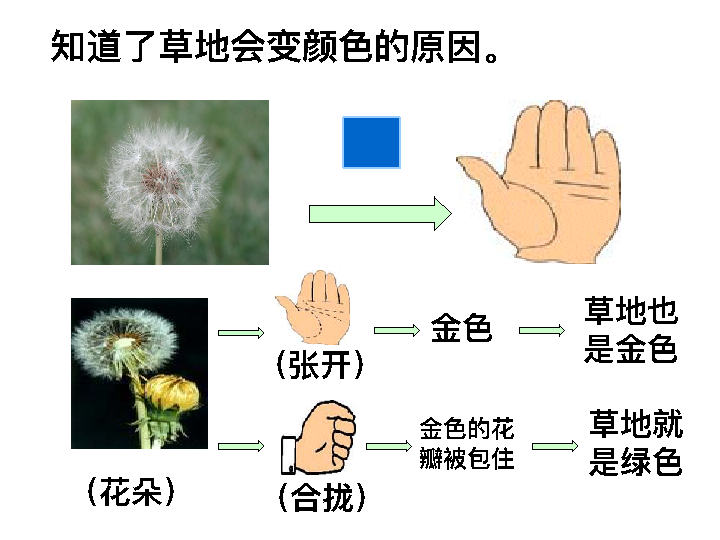 知道了草地会变颜色的原因。
(张开)
金色
草地也
是金色
(花朵)
(合拢)
金色的花
瓣被包住
草地就
是绿色